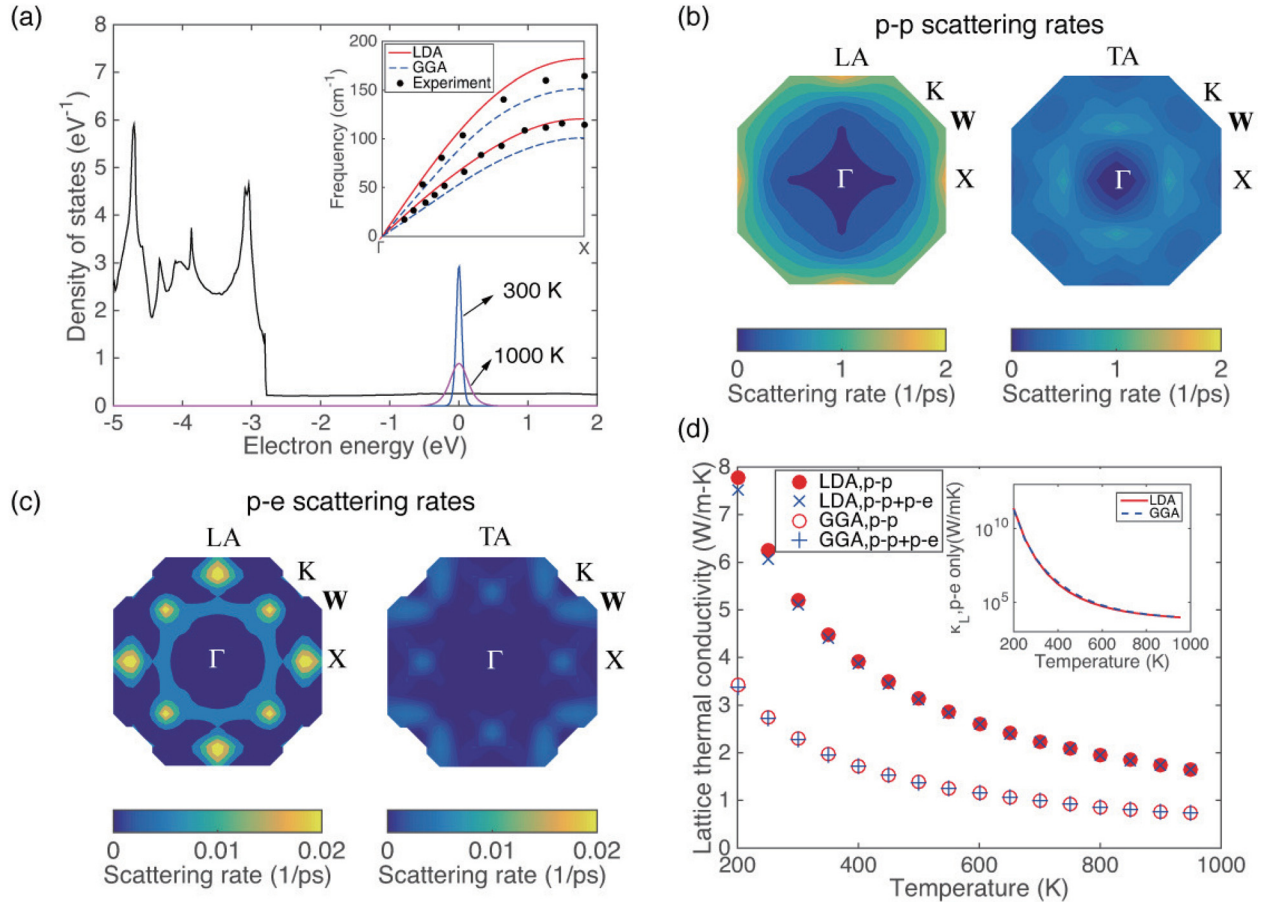 (a)
8
7
6
5
4
3
2
1
0
Density of states (eV⁻¹)
-5 -4 -3 -2 -1 0 1 2
Electron energy (eV)
300 K
1000 K
LDA
GGA
Experiment
200
150
100
50
0
Frequency (cm⁻¹)
Γ X
(b)
p-p scattering rates
LA
K
W
X
Γ
0 1 2
Scattering rate (1/ps)
TA
K
W
X
Γ
0 1 2
Scattering rate (1/ps)
(c)
p-e scattering rates
LA
K
W
X
Γ
0 0.01 0.02
Scattering rate (1/ps)
TA
K
W
X
Γ
0 0.01 0.02
Scattering rate (1/ps)
(d)
8
7
6
5
4
3
2
1
0
Lattice thermal conductivity (W/m-K)
200 400 600 800 1000
Temperature (K)
LDA,p-p
LDA,p-p+p-e
GGA,p-p
GGA,p-p+p-e
LDA
GGA
10¹⁰
10⁵
κL,p-e only(W/mK)
200 400 600 800 1000
Temperature (K)